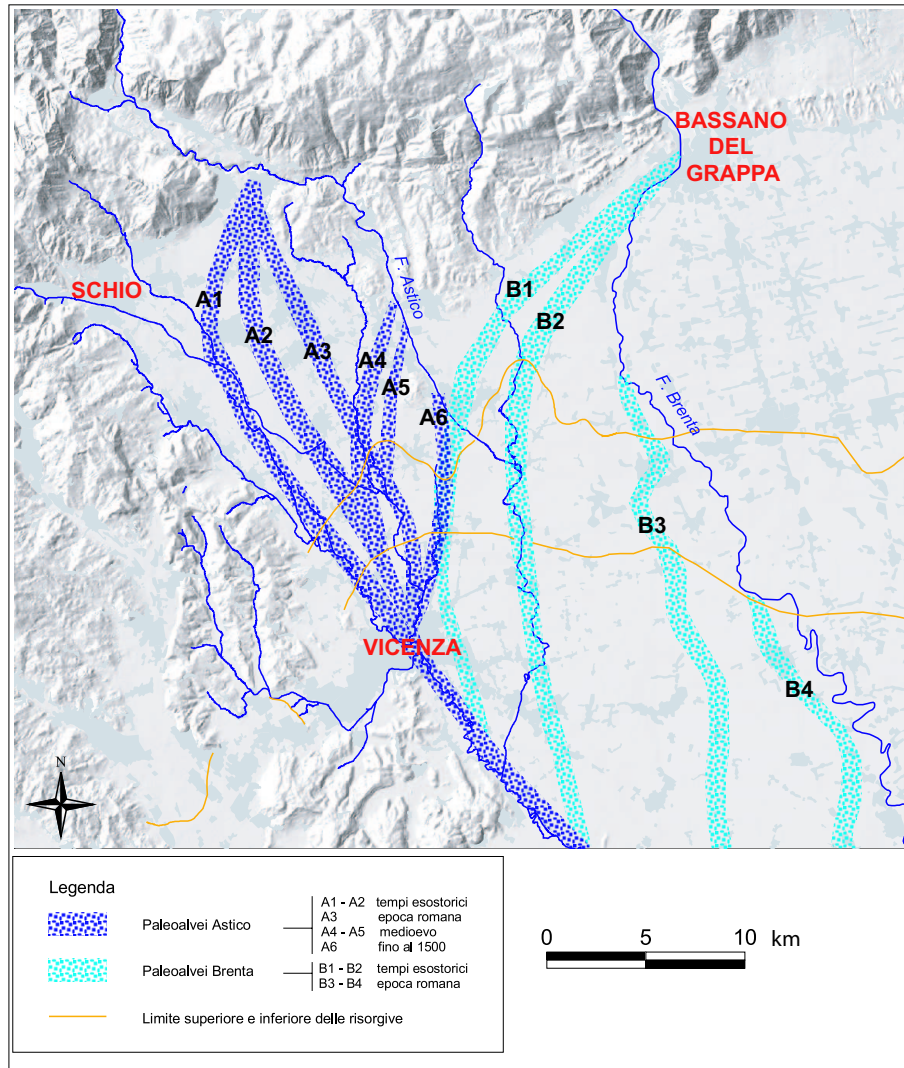 BASSANO
DEL
GRAPPA
SCHIO
A1
A2
A3
A4
A5
A6
F. Astico
B1
B2
F. Brenta
B3
B4
VICENZA
N
Legenda
Paleoalvei Astico
A1 - A2 tempi esostorici
A3 epoca romana
A4 - A5 medioevo
A6 fino al 1500
Paleoalvei Brenta
B1 - B2 tempi esostorici
B3 - B4 epoca romana
Limite superiore e inferiore delle risorgive
0 5 10 km